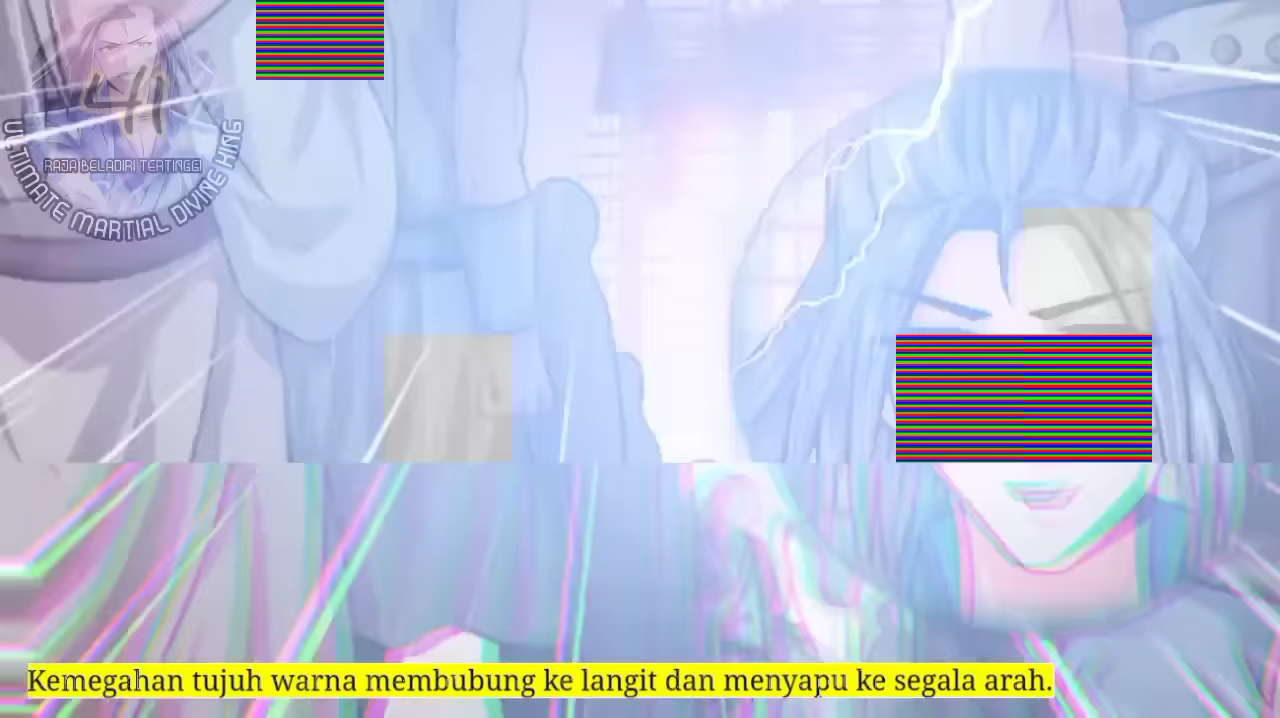 41
RAJA BELADIRI TERTINGGI
ULTIMATE MARTIAL DIVINE KING
Kemegahan tujuh warna membubung ke langit dan menyapu ke segala arah.